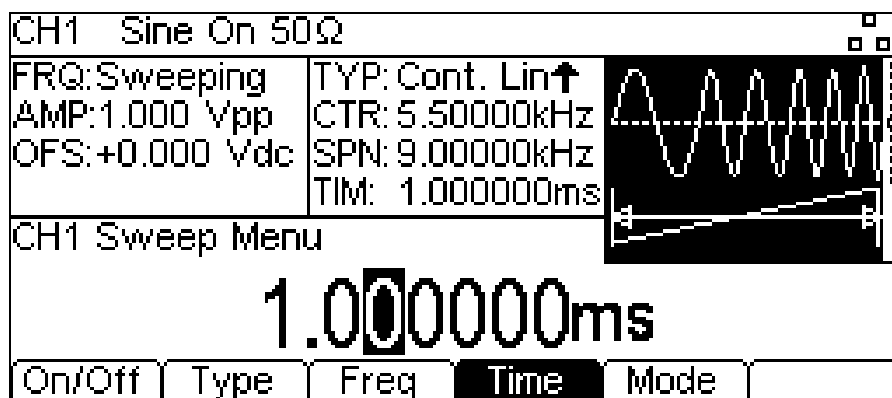 CH1 Sine On 50Ω
FRQ:Sweeping
AMP:1.000 Vpp
OFS:+0.000 Vdc
TYP: Cont. Lin↑
CTR: 5.50000kHz
SPN: 9.00000kHz
TIM: 1.000000ms
CH1 Sweep Menu
1.000000ms
On/Off Type Freq Time Mode